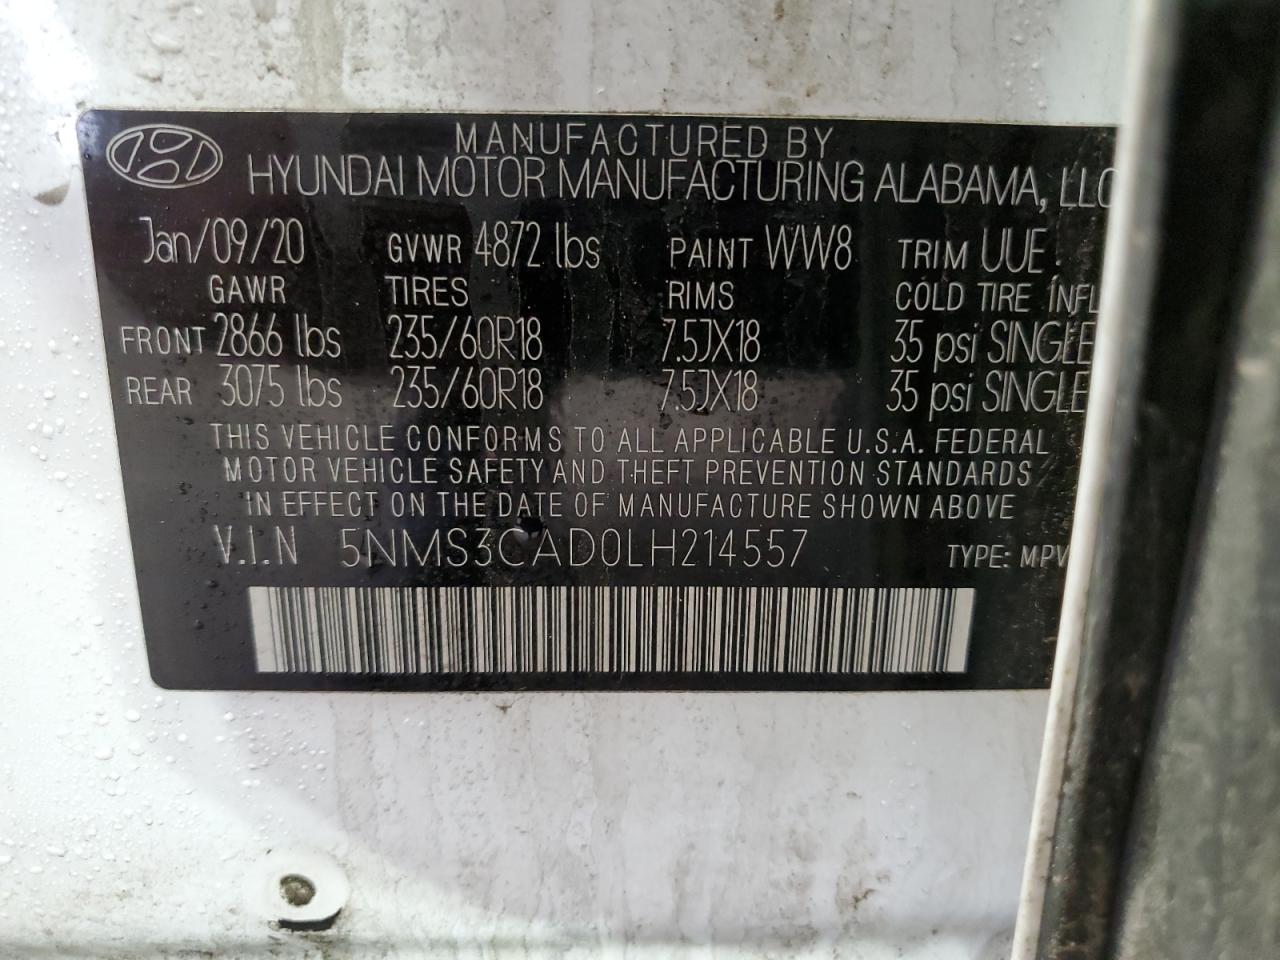 MANUFACTURED BY
HYUNDAI MOTOR MANUFACTURING ALABAMA, LLC
Jan/09/20 GVWR 4872 lbs PAINT WW8 TRIM UUE
GAWR TIRES RIMS COLD TIRE INFL
FRONT 2866 lbs 235/60R18 7.5JX18 35 psi SINGLE
REAR 3075 lbs 235/60R18 7.5JX18 35 psi SINGLE
THIS VEHICLE CONFORMS TO ALL APPLICABLE U.S.A. FEDERAL
MOTOR VEHICLE SAFETY AND THEFT PREVENTION STANDARDS
IN EFFECT ON THE DATE OF MANUFACTURE SHOWN ABOVE
V.I.N 5NMS3CAD0LH214557 TYPE: MPV